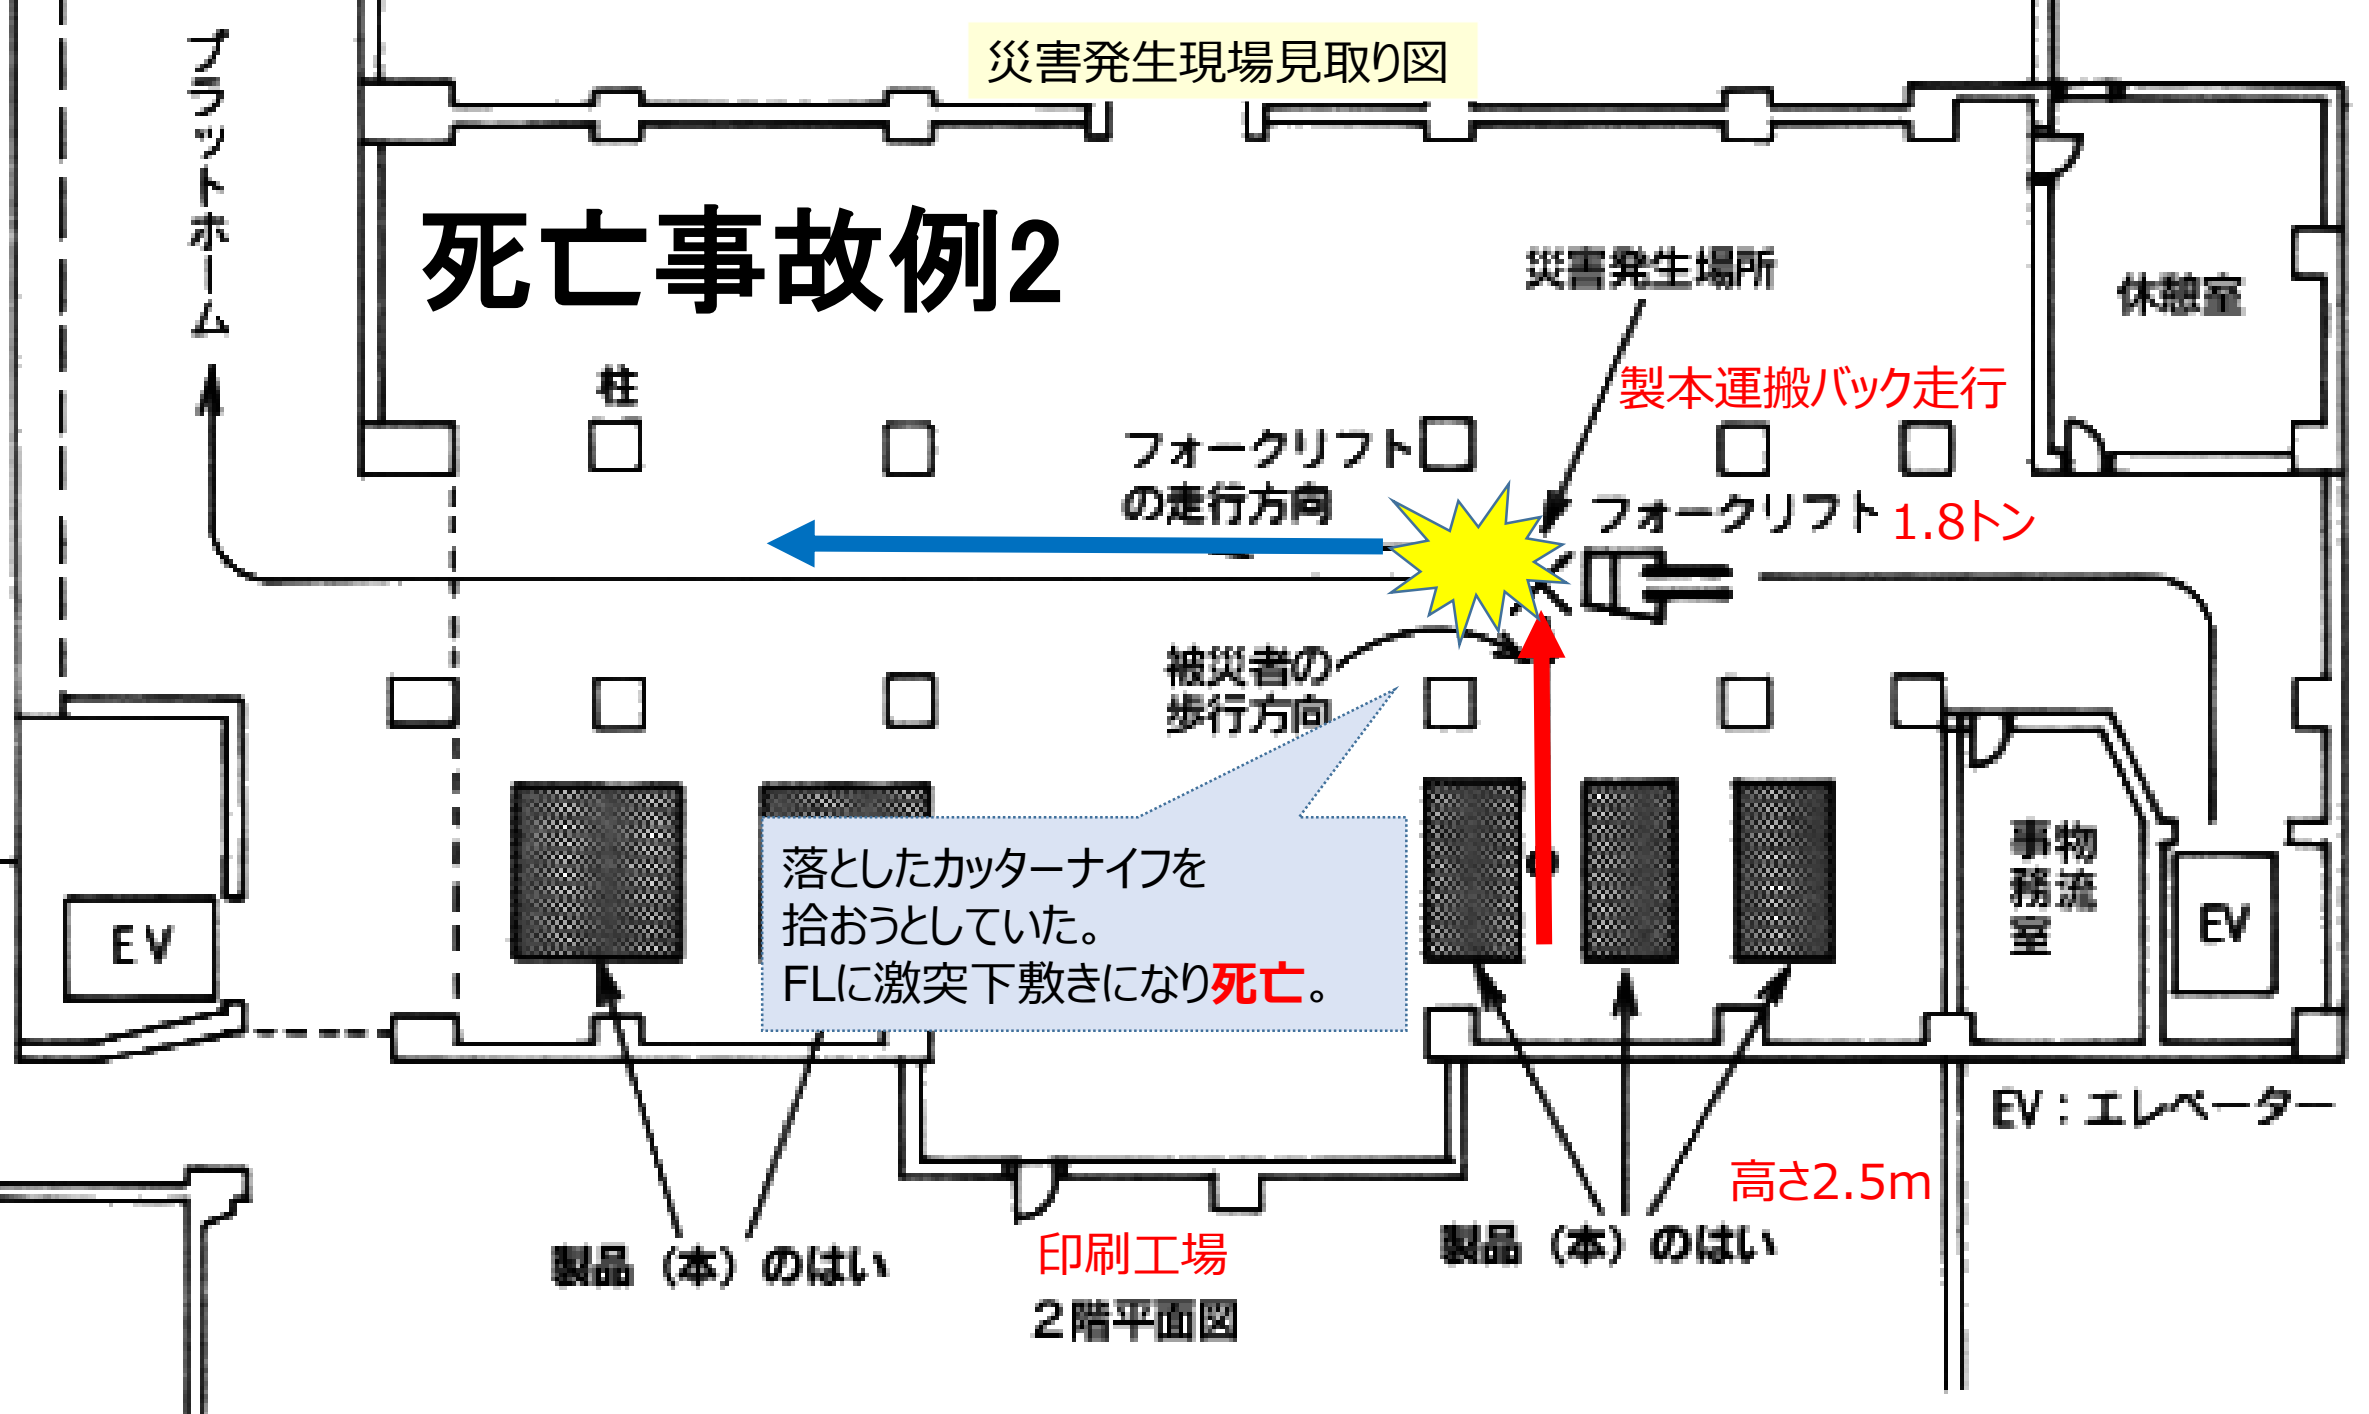 災害発生現場見取り図
プラットホーム
死亡事故例2
災害発生場所
休憩室
柱
製本運搬バック走行
フォークリフト
の走行方向
フォークリフト
1.8トン
被災者の
歩行方向
落としたカッターナイフを
拾おうとしていた。
FLに激突下敷きになり死亡。
物流
事務室
EV
EV
EV：エレベーター
高さ2.5m
製品（本）のはい
製品（本）のはい
印刷工場
2階平面図